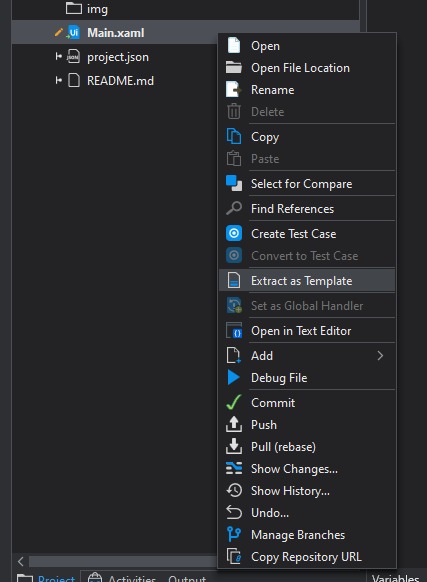 img
Ui
Main.xaml
project.json
README.md
Open
Open File Location
Rename
Delete
Copy
Paste
Select for Compare
Find References
Create Test Case
Convert to Test Case
Extract as Template
Set as Global Handler
Open in Text Editor
Add
Debug File
Commit
Push
Pull (rebase)
Show Changes...
Show History...
Undo...
Manage Branches
Copy Repository URL
Project
Activities
Output
Variables